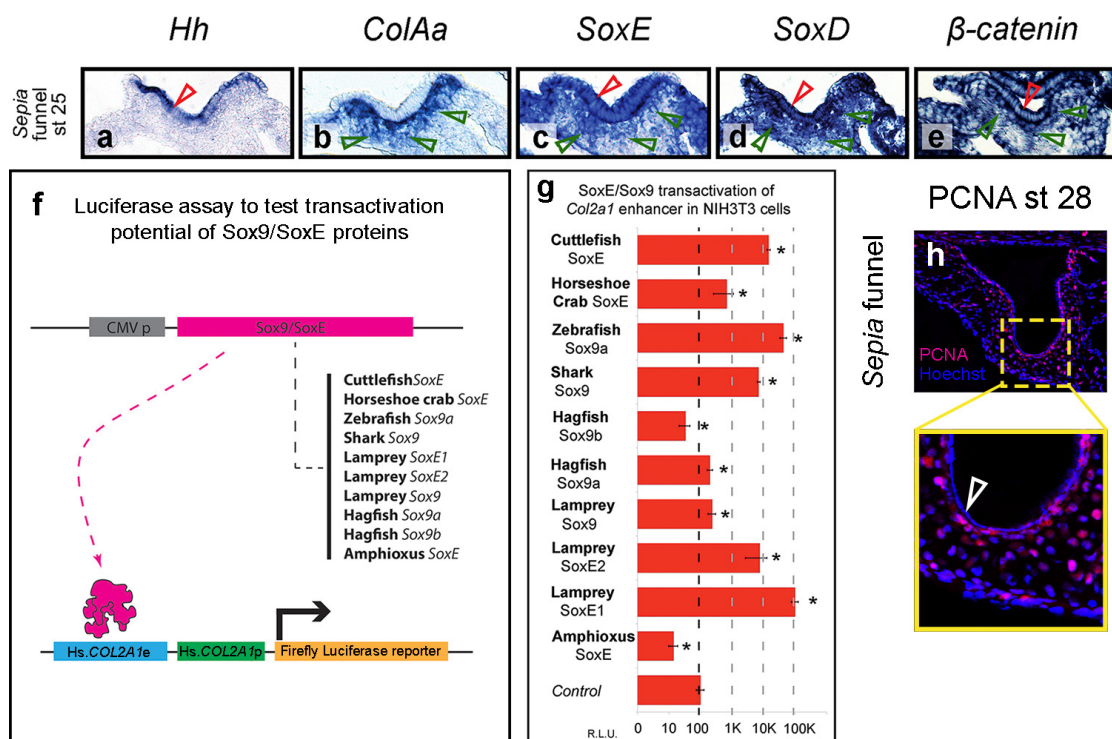 Hh
ColAa
SoxE
SoxD
β-catenin
Sepia
funnel
st 25
a
b
c
d
e
f
Luciferase assay to test transactivation
potential of Sox9/SoxE proteins
CMV p
Sox9/SoxE
CuttlefishSoxE
Horseshoe crab SoxE
Zebrafish Sox9a
Shark Sox9
Lamprey SoxE1
Lamprey SoxE2
Lamprey Sox9
Hagfish Sox9a
Hagfish Sox9b
Amphioxus SoxE
Hs.COL2A1e
Hs.COL2A1p
Firefly Luciferase reporter
g
SoxE/Sox9 transactivation of
Col2a1 enhancer in NIH3T3 cells
Cuttlefish
SoxE
*
Horseshoe
Crab SoxE
*
Zebrafish
Sox9a
*
Shark
Sox9
*
Hagfish
Sox9b
*
Hagfish
Sox9a
*
Lamprey
Sox9
*
Lamprey
SoxE2
*
Lamprey
SoxE1
*
Amphioxus
SoxE
*
Control
R.L.U.
0 10 100 1K 10K 100K
PCNA st 28
Sepia funnel
h
PCNA
Hoechst